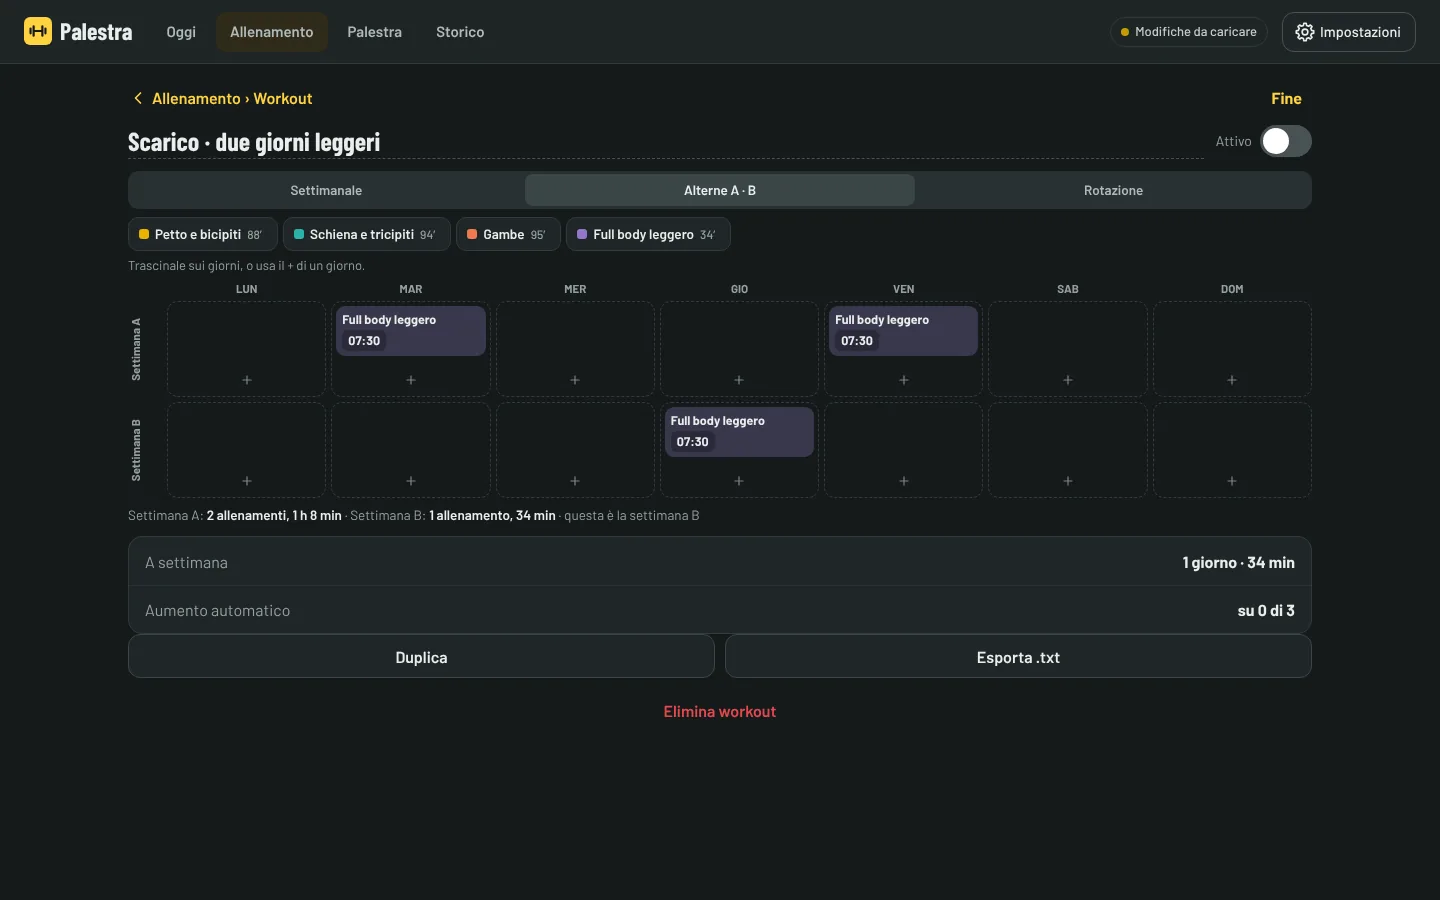 Palestra
Oggi
Allenamento
Palestra
Storico
Modifiche da caricare
Impostazioni
Allenamento › Workout
Fine
Scarico · due giorni leggeri
Attivo
Settimanale
Alterne A · B
Rotazione
Petto e bicipiti 88′
Schiena e tricipiti 94′
Gambe 95′
Full body leggero 34′
Trascinale sui giorni, o usa il + di un giorno.
LUN
MAR
MER
GIO
VEN
SAB
DOM
Settimana A
+
Full body leggero
07:30
+
+
+
Full body leggero
07:30
+
+
+
Settimana B
+
+
+
Full body leggero
07:30
+
+
+
+
Settimana A: 2 allenamenti, 1 h 8 min · Settimana B: 1 allenamento, 34 min · questa è la settimana B
A settimana
1 giorno · 34 min
Aumento automatico
su 0 di 3
Duplica
Esporta .txt
Elimina workout